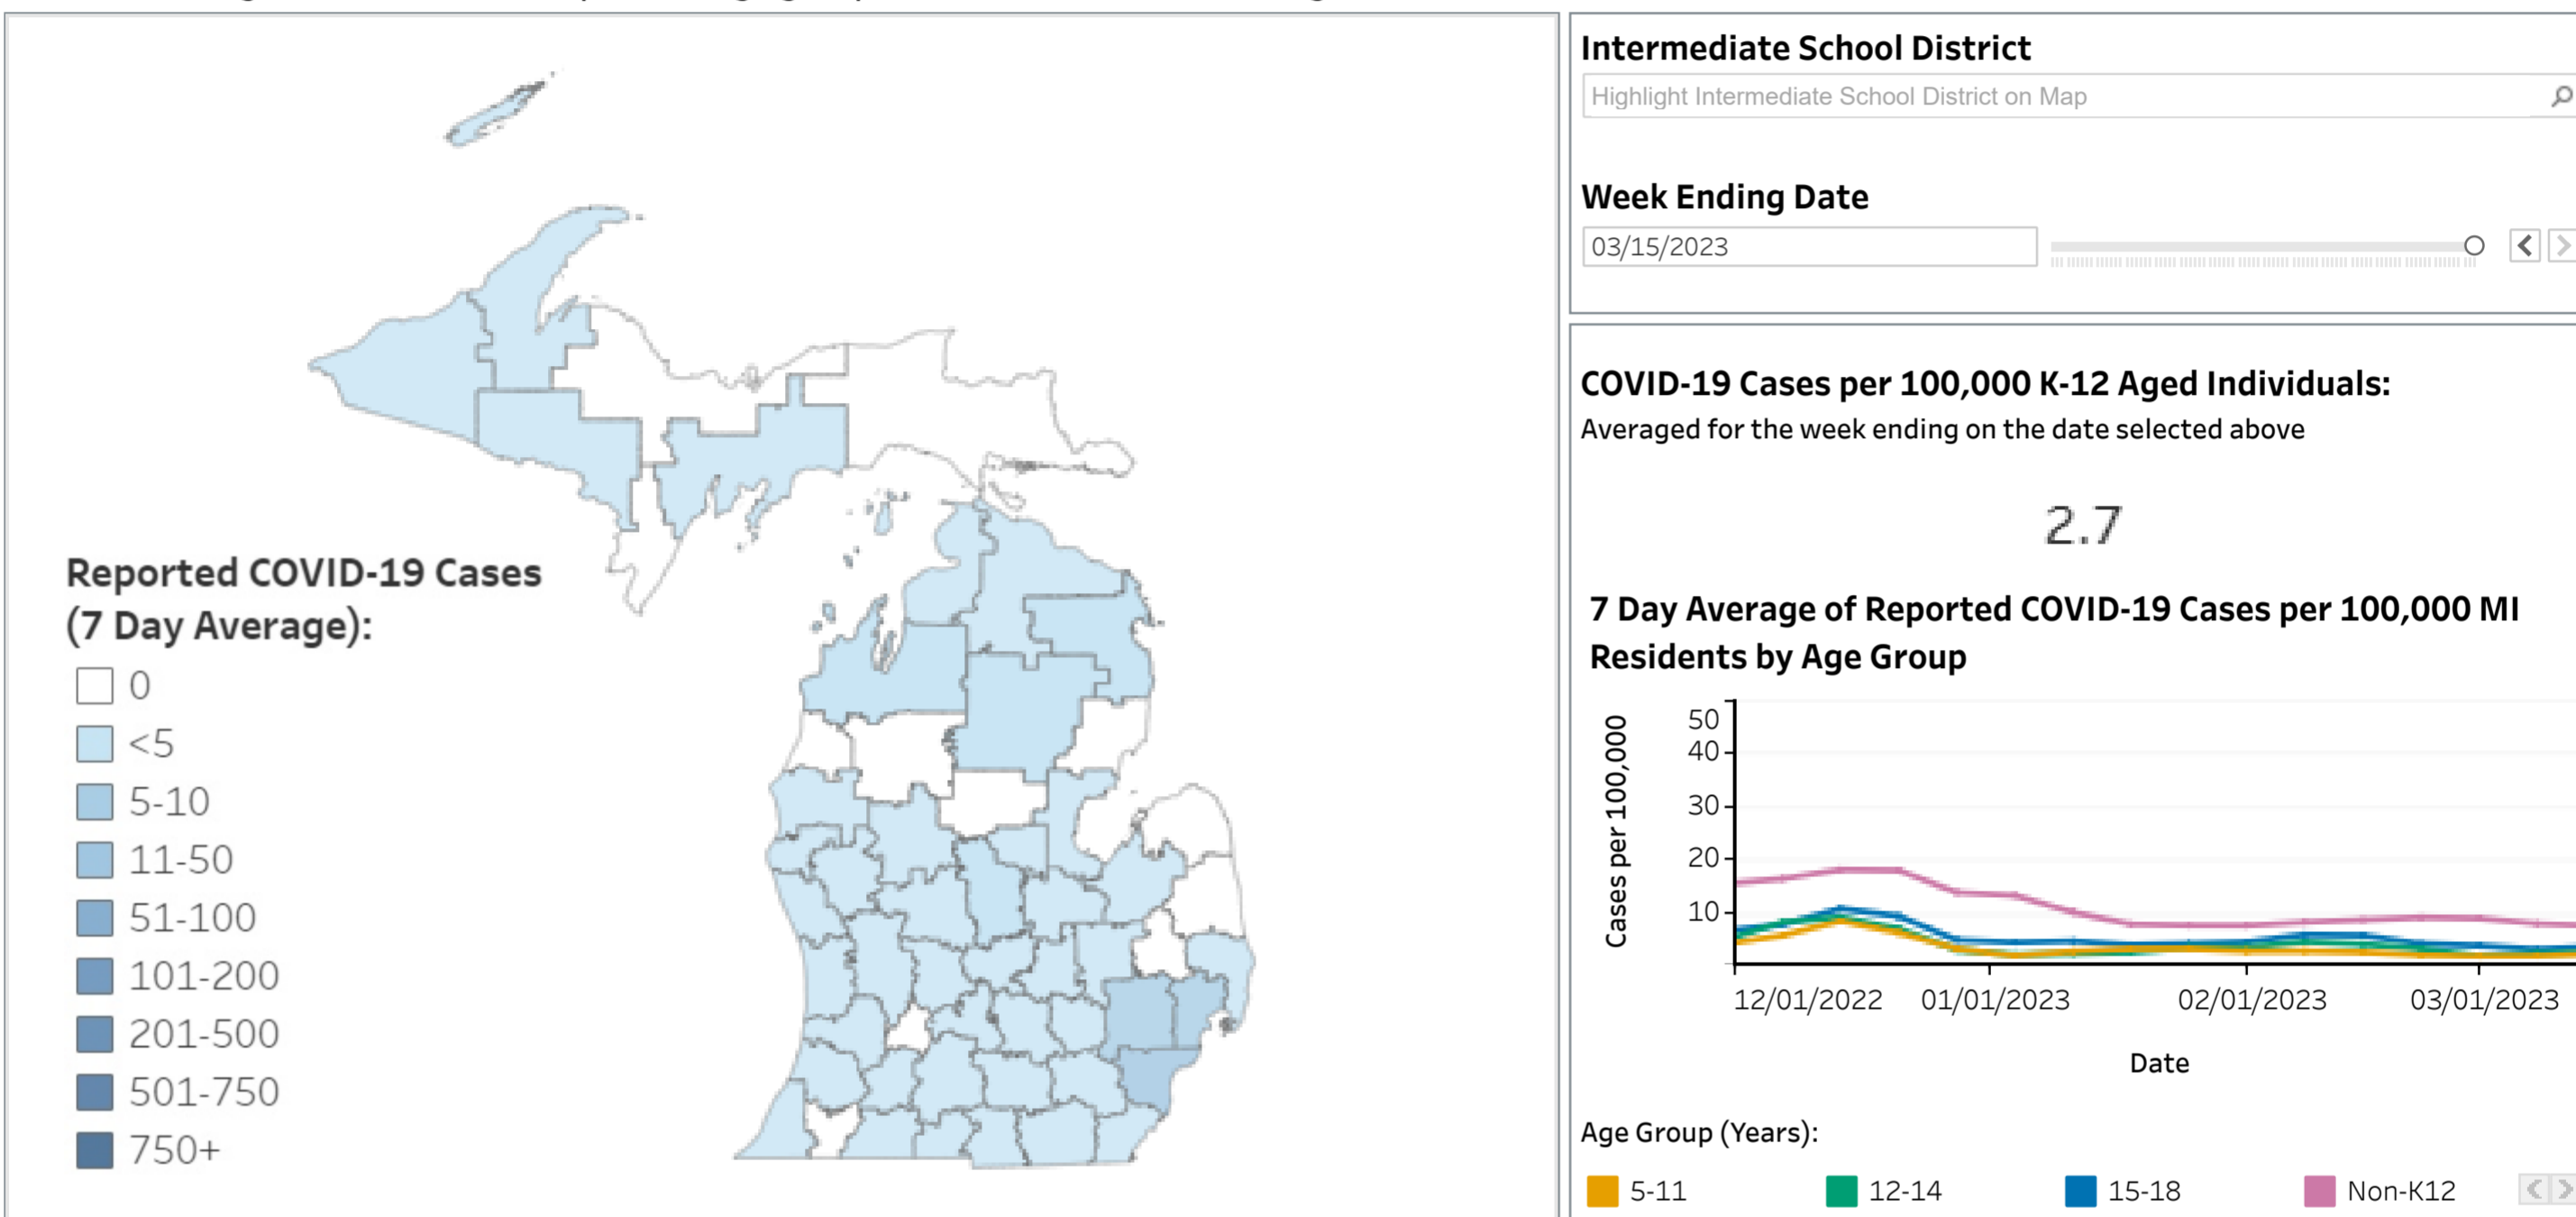 Intermediate School District
Highlight Intermediate School District on Map
Week Ending Date
03/15/2023
COVID-19 Cases per 100,000 K-12 Aged Individuals:
Averaged for the week ending on the date selected above
2.7
Reported COVID-19 Cases
(7 Day Average):
0
<5
5-10
11-50
51-100
101-200
201-500
501-750
750+
7 Day Average of Reported COVID-19 Cases per 100,000 MI
Residents by Age Group
Cases per 100,000
50
40
30
20
10
12/01/2022
01/01/2023
02/01/2023
03/01/2023
Date
Age Group (Years):
5-11
12-14
15-18
Non-K12